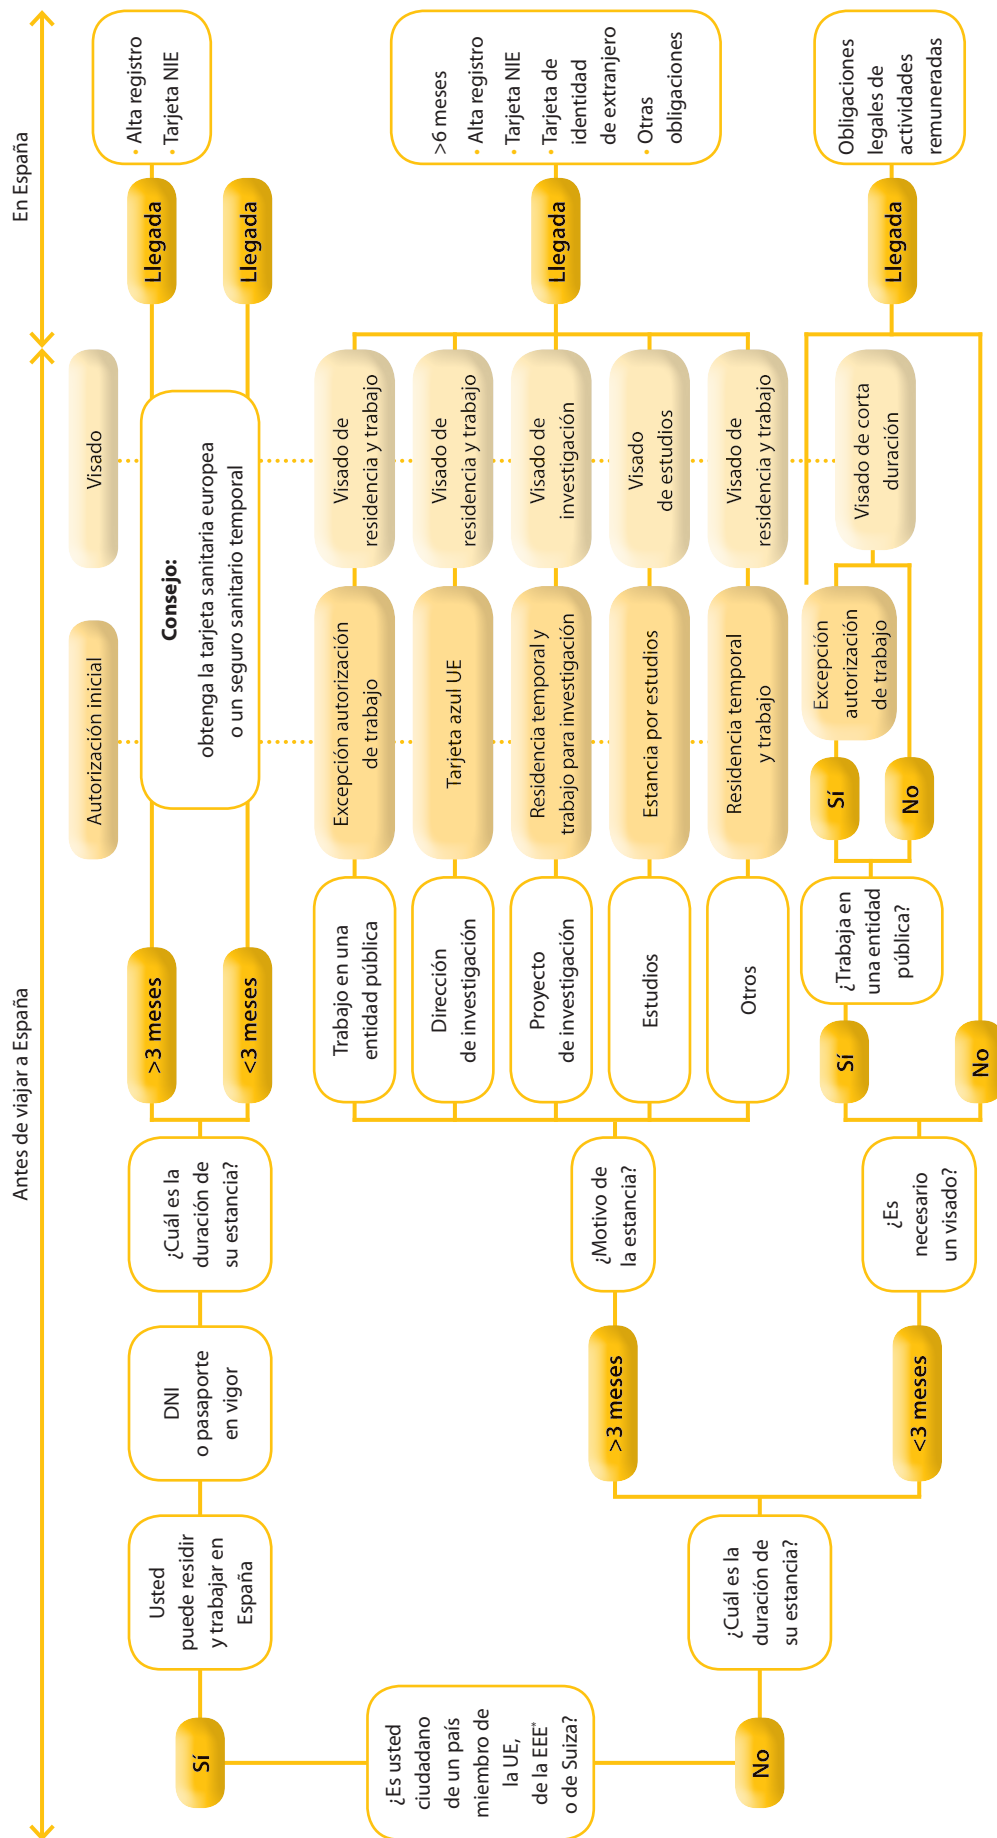 Antes de viajar a España
En España
Autorización inicial
Visado
¿Es usted
ciudadano
de un país
miembro de
la UE,
de la EEE*
o de Suiza?
Sí
Usted
puede residir
y trabajar en
España
DNI
o pasaporte
en vigor
¿Cuál es la
duración de
su estancia?
>3 meses
<3 meses
Consejo:
obtenga la tarjeta sanitaria europea
o un seguro sanitario temporal
Llegada
· Alta registro
· Tarjeta NIE
Llegada
No
¿Cuál es la
duración de
su estancia?
>3 meses
¿Motivo de
la estancia?
Trabajo en una
entidad pública
Excepción autorización
de trabajo
Visado de
residencia y trabajo
Dirección
de investigación
Tarjeta azul UE
Visado de
residencia y trabajo
Proyecto
de investigación
Residencia temporal y
trabajo para investigación
Visado de
investigación
Estudios
Estancia por estudios
Visado
de estudios
Otros
Residencia temporal
y trabajo
Visado de
residencia y trabajo
Llegada
>6 meses
· Alta registro
· Tarjeta NIE
· Tarjeta de
identidad
de extranjero
· Otras
obligaciones
<3 meses
¿Es
necesario
un visado?
Sí
¿Trabaja en
una entidad
pública?
Sí
Excepción
autorización
de trabajo
No
Visado de corta
duración
No
Llegada
Obligaciones
legales de
actividades
remuneradas